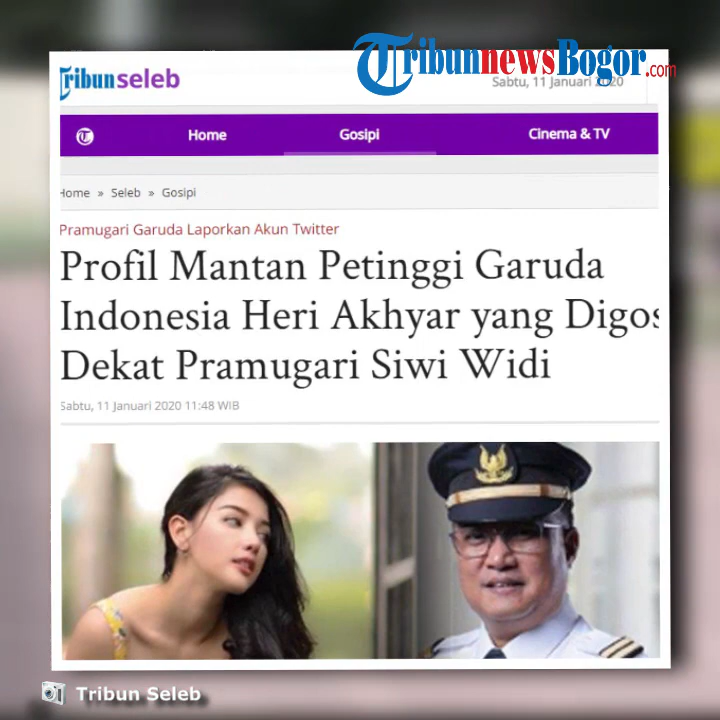 TribunnewsBogor.com
Tribunseleb
Sabtu, 11 Januari 2020
Home
Gosipi
Cinema & TV
Home » Seleb » Gosipi
Pramugari Garuda Laporkan Akun Twitter
Profil Mantan Petinggi Garuda
Indonesia Heri Akhyar yang Digos
Dekat Pramugari Siwi Widi
Sabtu, 11 Januari 2020 11:48 WIB
Tribun Seleb